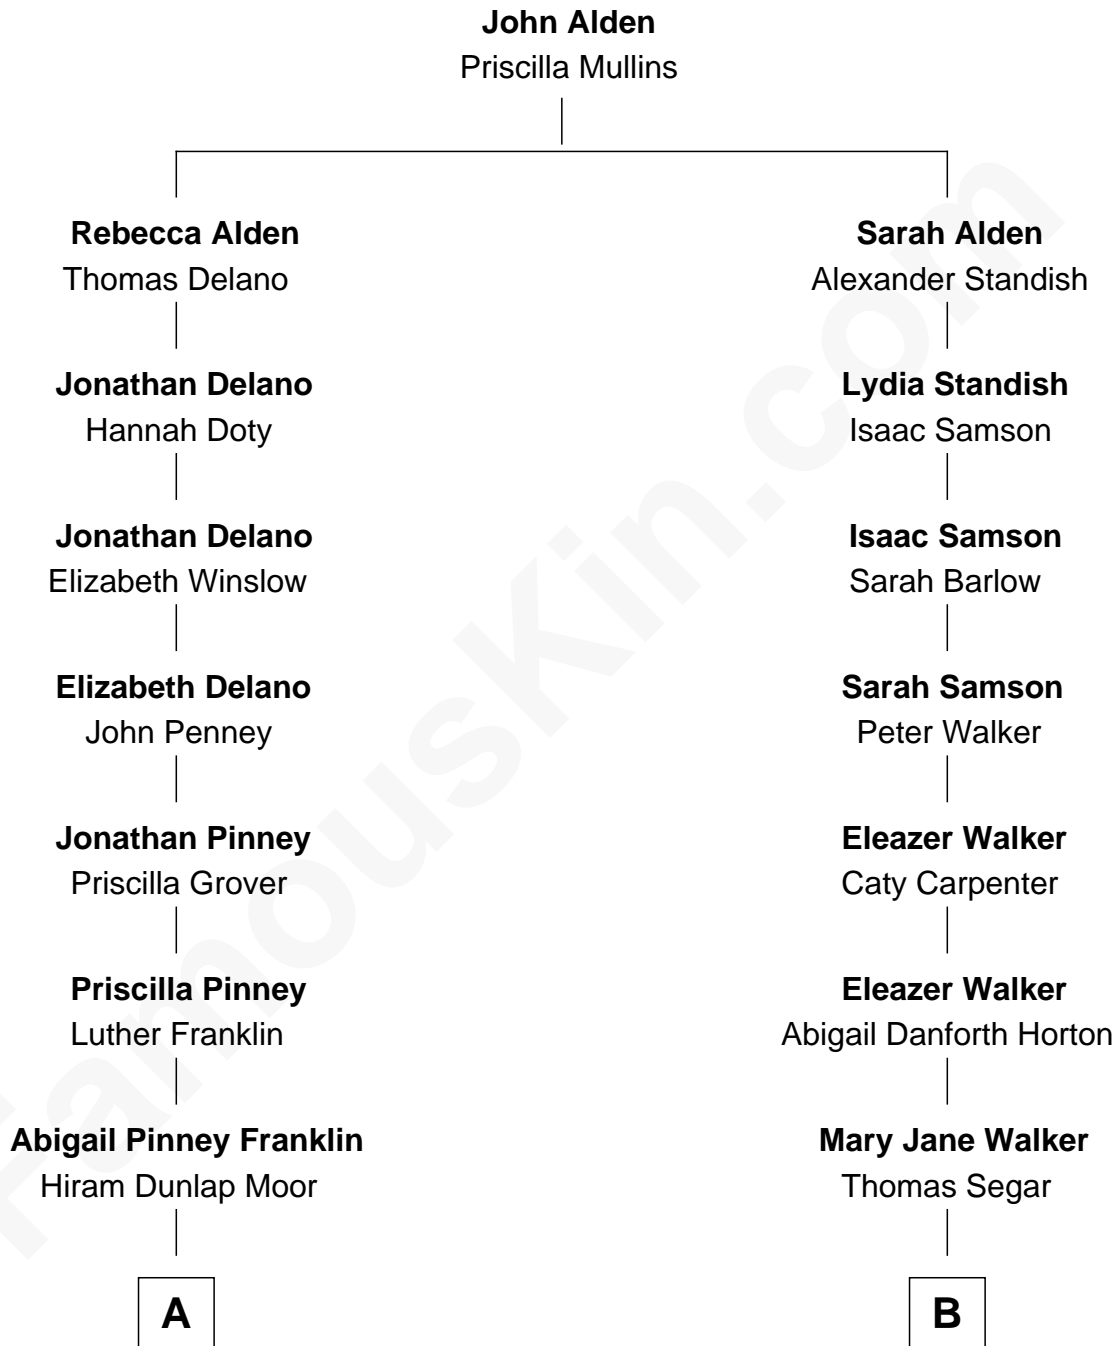 John Alden
Priscilla Mullins
Rebecca Alden
Thomas Delano
Sarah Alden
Alexander Standish
Jonathan Delano
Hannah Doty
Lydia Standish
Isaac Samson
Jonathan Delano
Elizabeth Winslow
Isaac Samson
Sarah Barlow
Elizabeth Delano
John Penney
Sarah Samson
Peter Walker
Jonathan Pinney
Priscilla Grover
Eleazer Walker
Caty Carpenter
Priscilla Pinney
Luther Franklin
Eleazer Walker
Abigail Danforth Horton
Abigail Pinney Franklin
Hiram Dunlap Moor
Mary Jane Walker
Thomas Segar
A
B
FamousKin.com